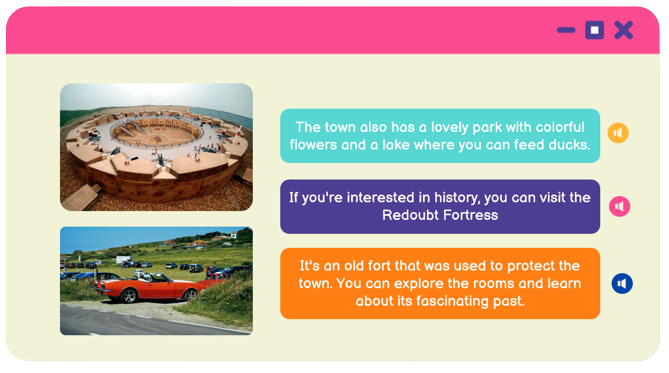 The town also has a lovely park with colorful
flowers and a lake where you can feed ducks.
If you're interested in history, you can visit the
Redoubt Fortress
It's an old fort that was used to protect the
town. You can explore the rooms and learn
about its fascinating past.